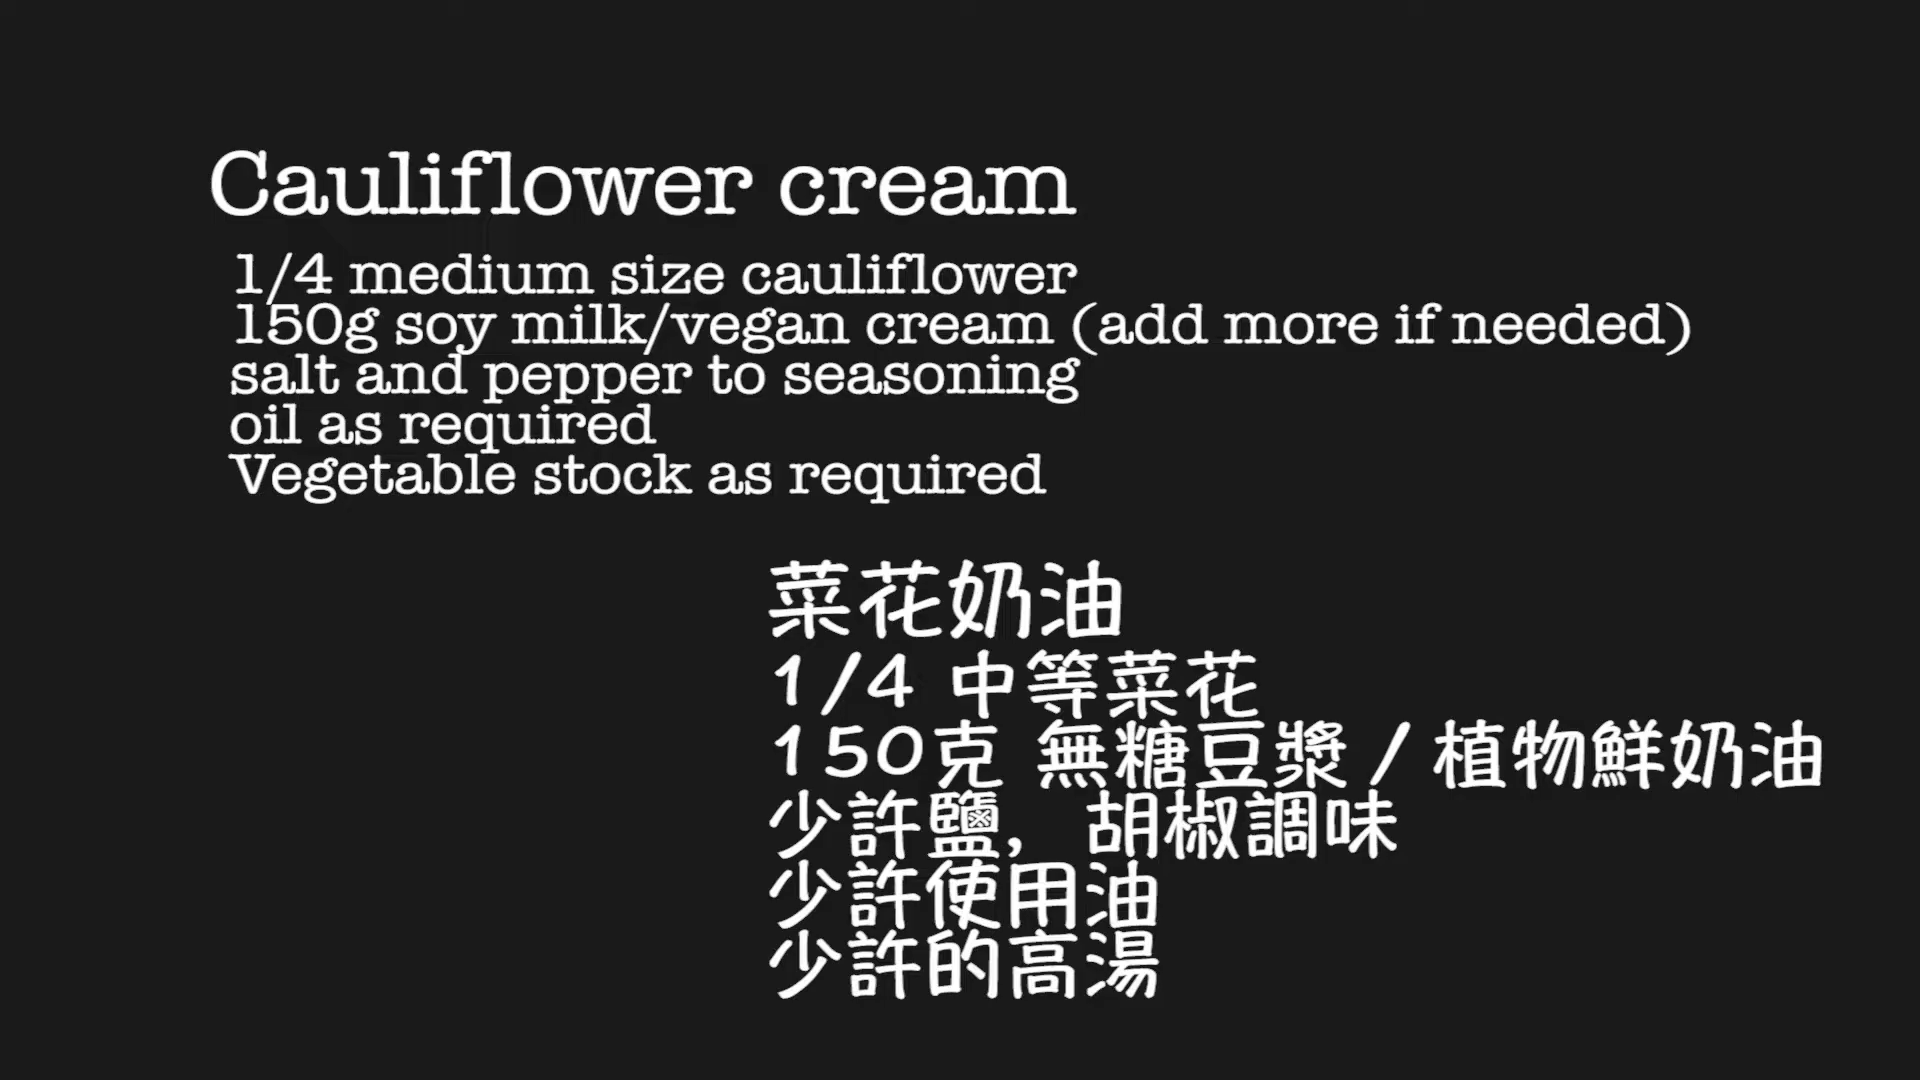 Cauliflower cream
1/4 medium size cauliflower
150g soy milk/vegan cream (add more if needed)
salt and pepper to seasoning
oil as required
Vegetable stock as required
菜花奶油
1/4 中等菜花
150克 無糖豆漿/植物鮮奶油
少許鹽, 胡椒調味
少許使用油
少許的高湯